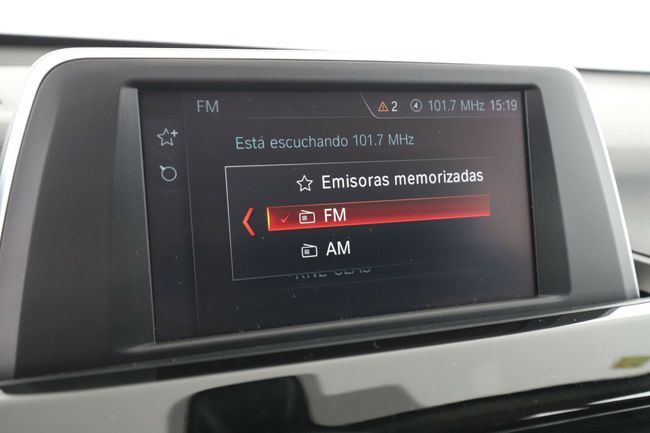 FM
2 101.7 MHz 15:19
Está escuchando 101.7 MHz
Emisoras memorizadas
FM
AM